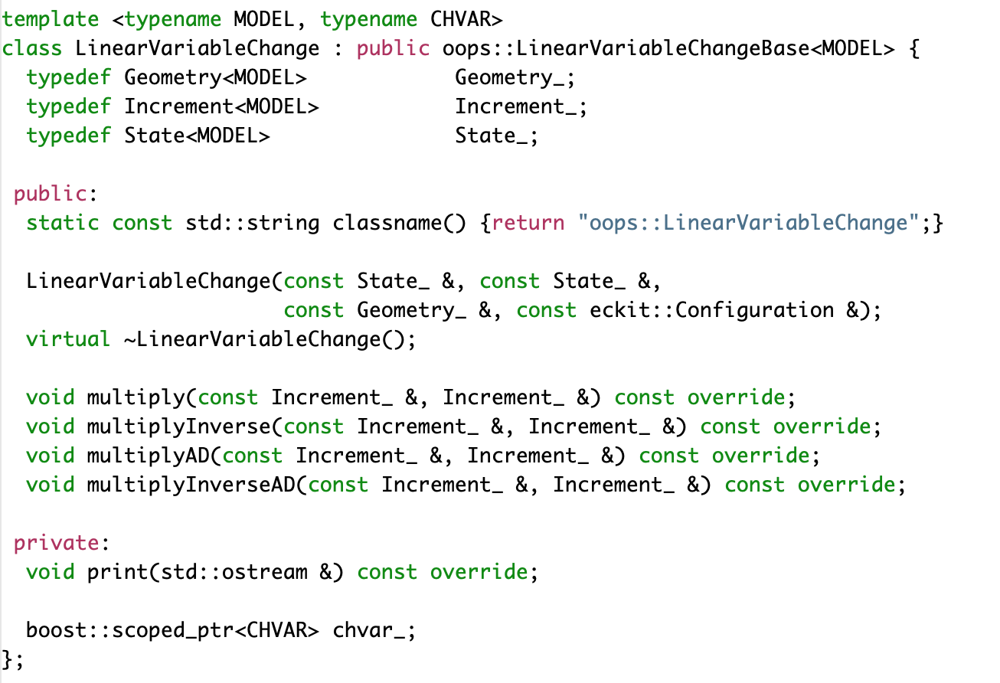 template <typename MODEL, typename CHVAR>
class LinearVariableChange : public oops::LinearVariableChangeBase<MODEL> {
  typedef Geometry<MODEL>            Geometry_;
  typedef Increment<MODEL>           Increment_;
  typedef State<MODEL>               State_;

 public:
  static const std::string classname() {return "oops::LinearVariableChange";}

  LinearVariableChange(const State_ &, const State_ &,
                       const Geometry_ &, const eckit::Configuration &);
  virtual ~LinearVariableChange();

  void multiply(const Increment_ &, Increment_ &) const override;
  void multiplyInverse(const Increment_ &, Increment_ &) const override;
  void multiplyAD(const Increment_ &, Increment_ &) const override;
  void multiplyInverseAD(const Increment_ &, Increment_ &) const override;

 private:
  void print(std::ostream &) const override;

  boost::scoped_ptr<CHVAR> chvar_;
};